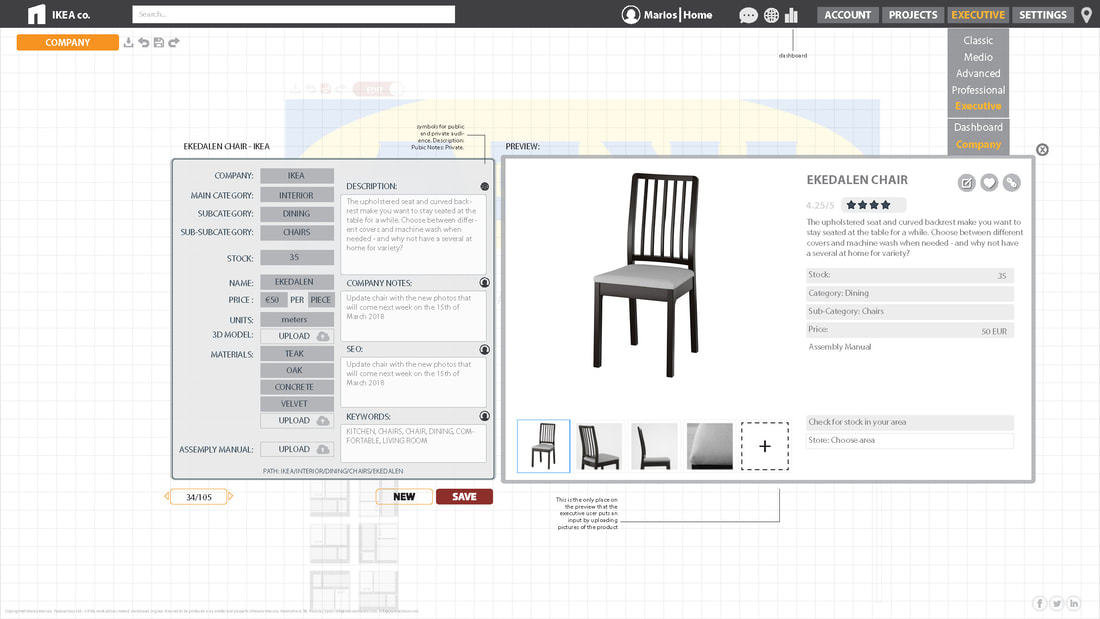 IKEA co.
Search...
Marios|Home
ACCOUNT
PROJECTS
EXECUTIVE
SETTINGS
COMPANY
dashboard
Classic
Medio
Advanced
Professional
Executive
Dashboard
Company
EDIT
symbols for public
and private audi-
ence. Description:
Pubic Notes: Private.
EKEDALEN CHAIR - IKEA
COMPANY:
IKEA
MAIN CATEGORY:
INTERIOR
SUBCATEGORY:
DINING
SUB-SUBCATEGORY:
CHAIRS
STOCK:
35
NAME:
EKEDALEN
PRICE :
€50
PER
PIECE
UNITS:
meters
3D MODEL:
UPLOAD
MATERIALS:
TEAK
OAK
CONCRETE
VELVET
UPLOAD
ASSEMBLY MANUAL:
UPLOAD
DESCRIPTION:
The upholstered seat and curved back-
rest make you want to stay seated at the
table for a while. Choose between differ-
ent covers and machine wash when
needed - and why not have a several at
home for variety?
COMPANY NOTES:
Update chair with the new photos that
will come next week on the 15th of
March 2018
SEO:
Update chair with the new photos that
will come next week on the 15th of
March 2018
KEYWORDS:
KITCHEN, CHAIRS, CHAIR, DINING, COM-
FORTABLE, LIVING ROOM
PATH: IKEA/INTERIOR/DINING/CHAIRS/EKEDALEN
34/105
NEW
SAVE
PREVIEW:
EKEDALEN CHAIR
4.25/5
The upholstered seat and curved backrest make you want to
stay seated at the table for a while. Choose between different
covers and machine wash when needed - and why not have
a several at home for variety?
Stock:
35
Category: Dining
Sub-Category: Chairs
Price:
50 EUR
Assembly Manual
Check for stock in your area
Store: Choose area
+
This is the only place on
the preview that the
executive user puts an
input by uploading
pictures of the product